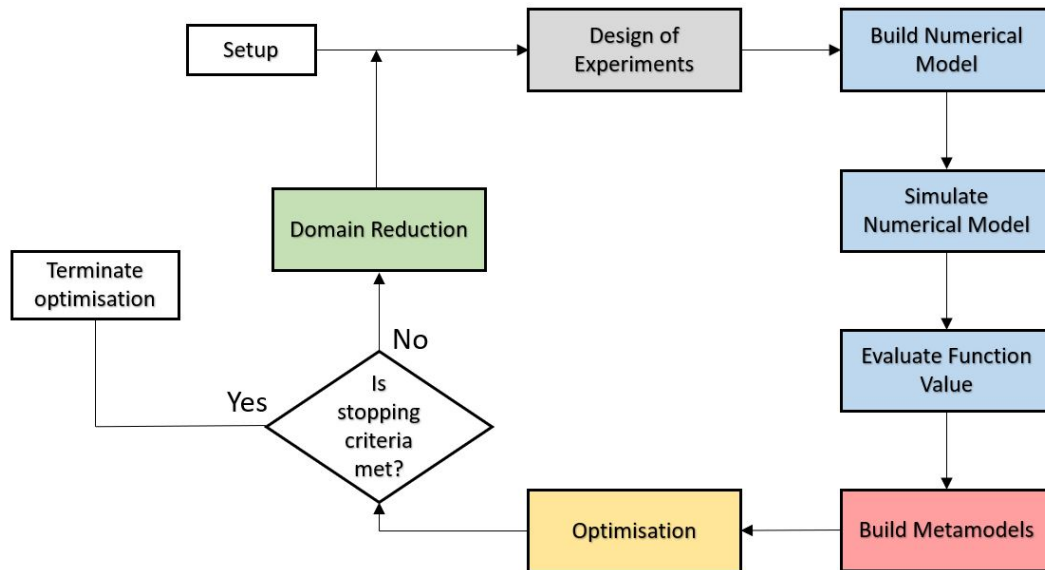 Setup
Design of
Experiments
Build Numerical
Model
Simulate
Numerical Model
Domain Reduction
Terminate
optimisation
No
Evaluate Function
Value
Yes
Is
stopping
criteria
met?
Optimisation
Build Metamodels